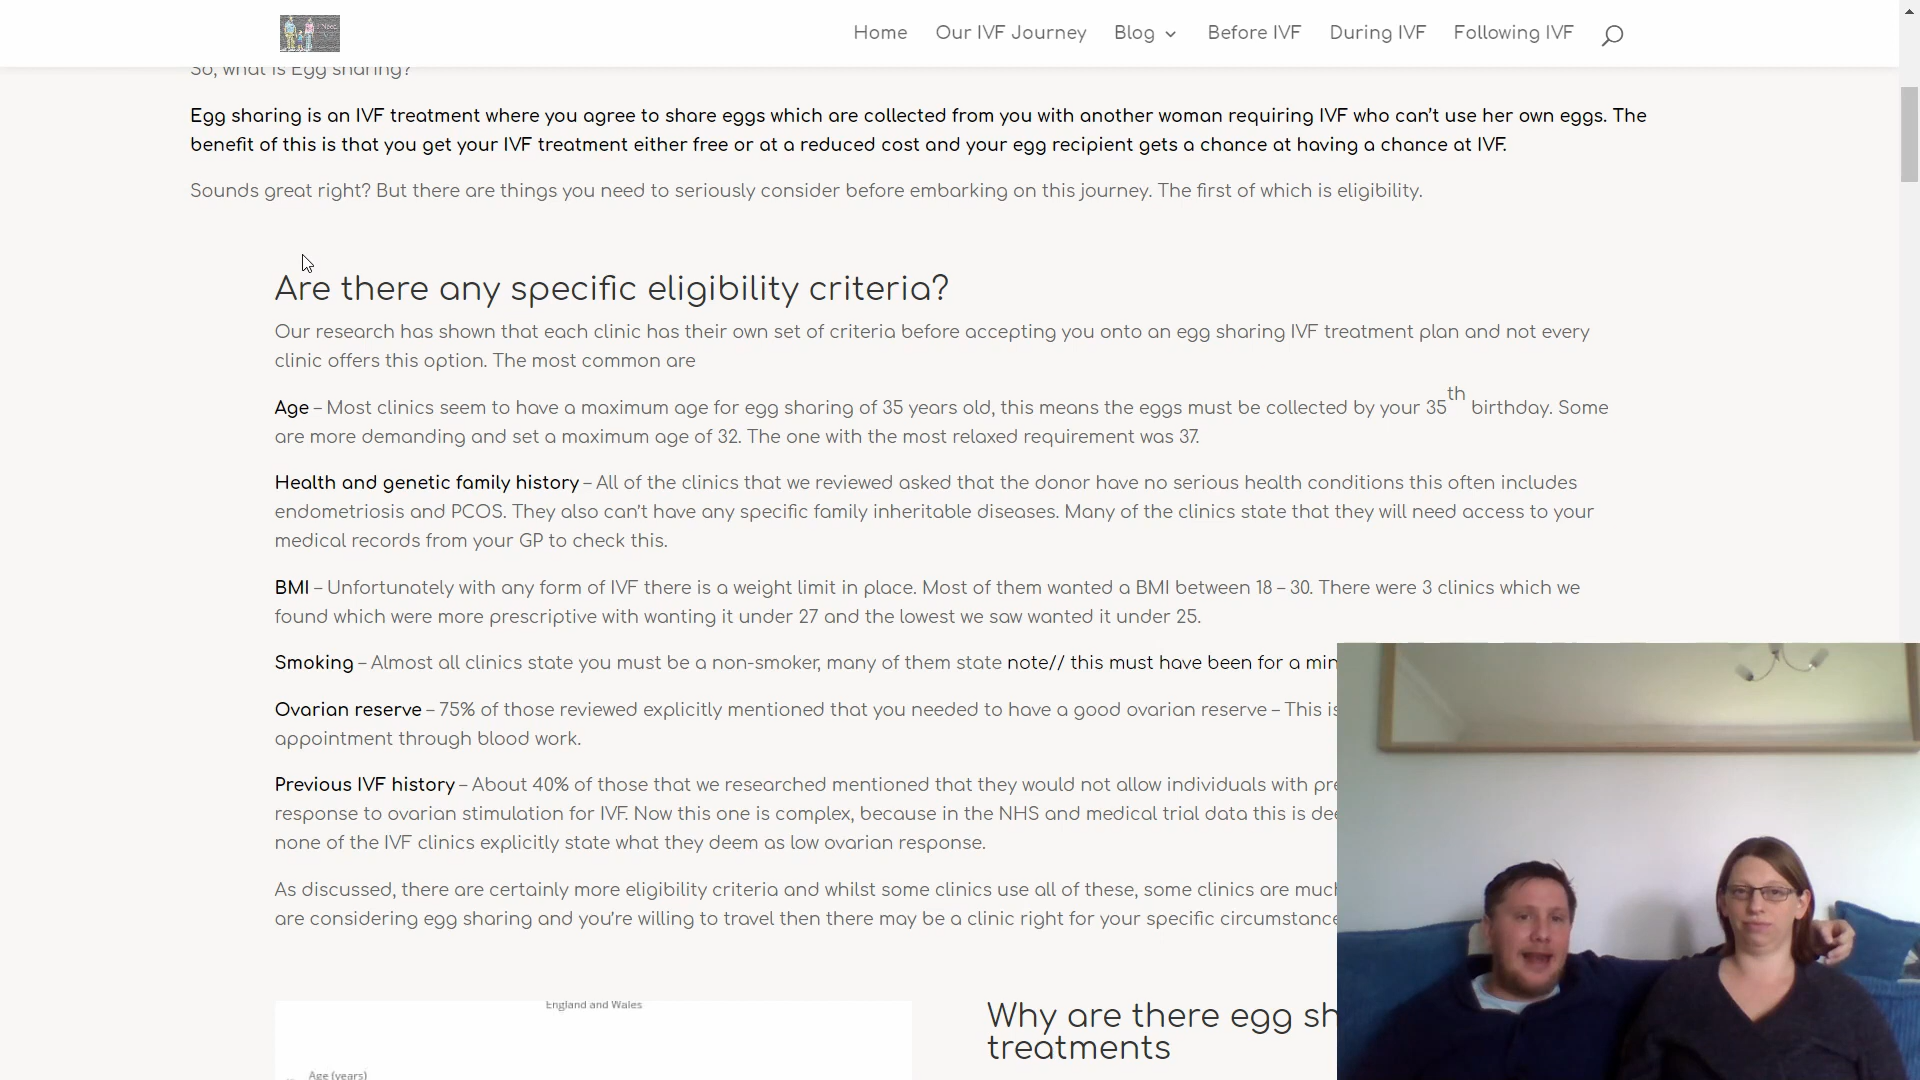 Home Our IVF Journey Blog Before IVF During IVF Following IVF
So, what is Egg sharing?
Egg sharing is an IVF treatment where you agree to share eggs which are collected from you with another woman requiring IVF who can't use her own eggs. The
benefit of this is that you get your IVF treatment either free or at a reduced cost and your egg recipient gets a chance at having a chance at IVF.
Sounds great right? But there are things you need to seriously consider before embarking on this journey. The first of which is eligibility.
Are there any specific eligibility criteria?
Our research has shown that each clinic has their own set of criteria before accepting you onto an egg sharing IVF treatment plan and not every
clinic offers this option. The most common are
Age – Most clinics seem to have a maximum age for egg sharing of 35 years old, this means the eggs must be collected by your 35th birthday. Some
are more demanding and set a maximum age of 32. The one with the most relaxed requirement was 37.
Health and genetic family history – All of the clinics that we reviewed asked that the donor have no serious health conditions this often includes
endometriosis and PCOS. They also can't have any specific family inheritable diseases. Many of the clinics state that they will need access to your
medical records from your GP to check this.
BMI – Unfortunately with any form of IVF there is a weight limit in place. Most of them wanted a BMI between 18 – 30. There were 3 clinics which we
found which were more prescriptive with wanting it under 27 and the lowest we saw wanted it under 25.
Smoking – Almost all clinics state you must be a non-smoker, many of them state note// this must have been for a min
Ovarian reserve – 75% of those reviewed explicitly mentioned that you needed to have a good ovarian reserve – This is
appointment through blood work.
Previous IVF history – About 40% of those that we researched mentioned that they would not allow individuals with pre
response to ovarian stimulation for IVF. Now this one is complex, because in the NHS and medical trial data this is dee
none of the IVF clinics explicitly state what they deem as low ovarian response.
As discussed, there are certainly more eligibility criteria and whilst some clinics use all of these, some clinics are much
are considering egg sharing and you're willing to travel then there may be a clinic right for your specific circumstance
England and Wales
Age (years)
Why are there egg sh
treatments